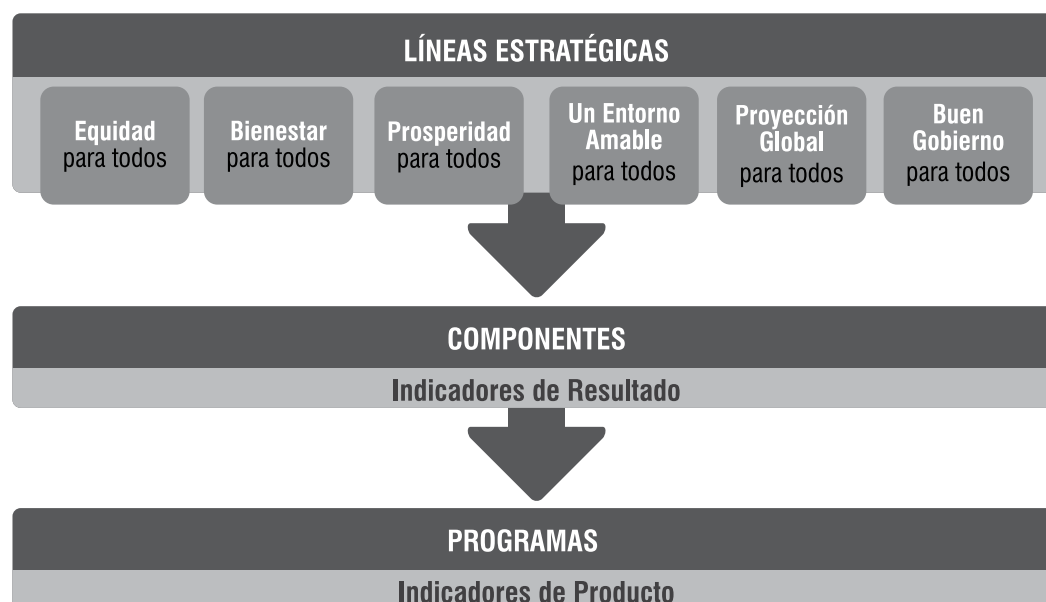 LÍNEAS ESTRATÉGICAS
Equidad
para todos
Bienestar
para todos
Prosperidad
para todos
Un Entorno
Amable
para todos
Proyección
Global
para todos
Buen
Gobierno
para todos
COMPONENTES
Indicadores de Resultado
PROGRAMAS
Indicadores de Producto